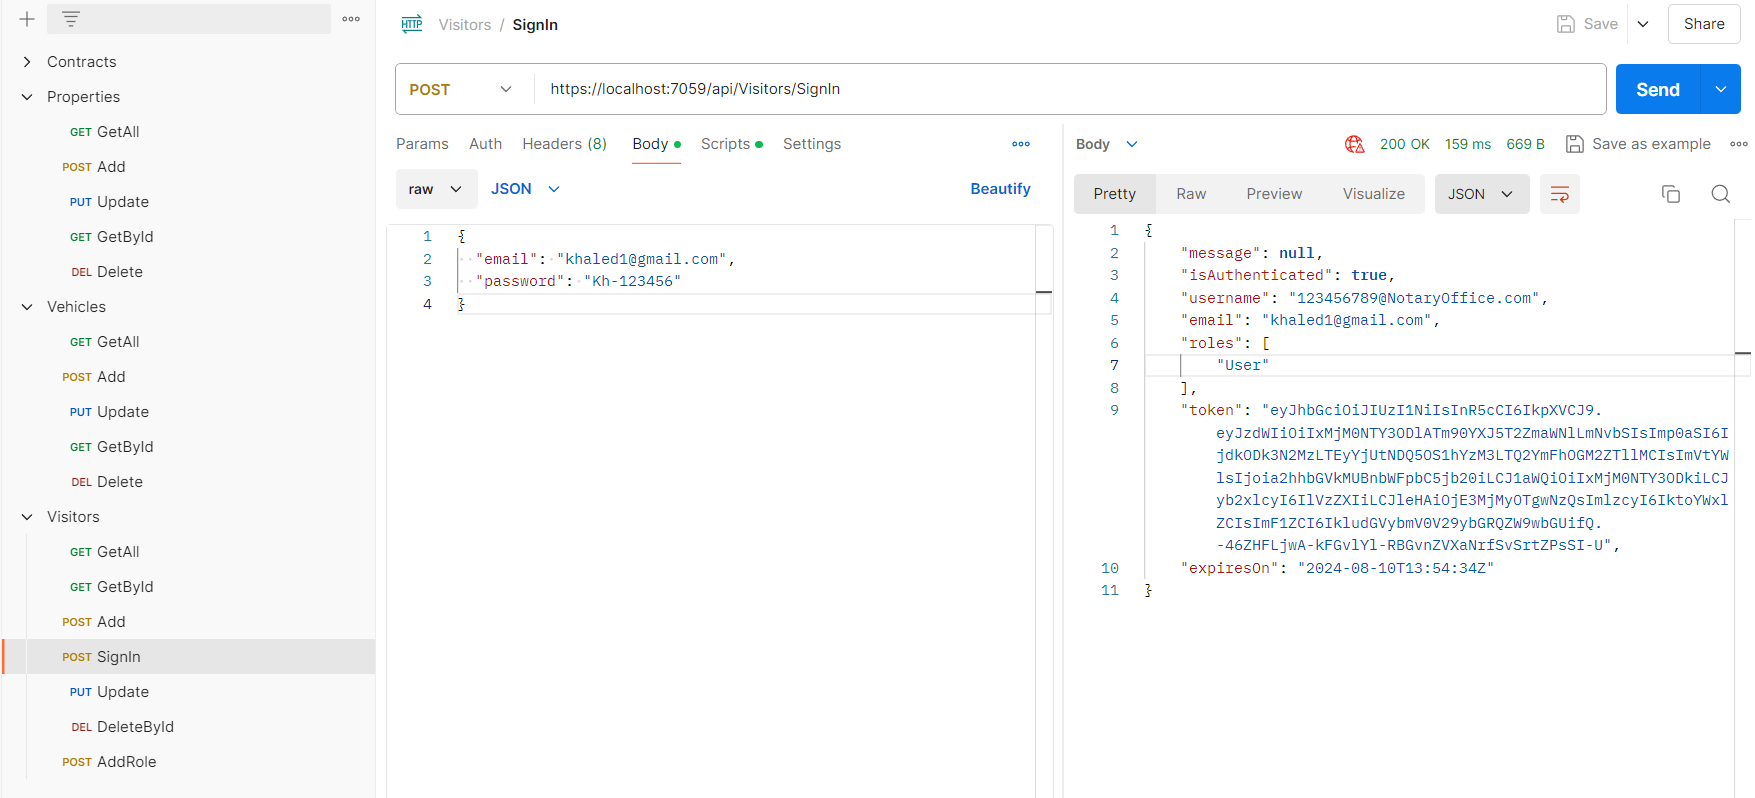 Contracts
Properties
GET GetAll
POST Add
PUT Update
GET GetById
DEL Delete
Vehicles
GET GetAll
POST Add
PUT Update
GET GetById
DEL Delete
Visitors
GET GetAll
GET GetById
POST Add
POST SignIn
PUT Update
DEL DeleteById
POST AddRole
HTTP Visitors / SignIn
Save
Share
POST https://localhost:7059/api/Visitors/SignIn
Send
Params Auth Headers (8) Body Scripts Settings
raw JSON Beautify
1 {
2 "email": "khaled1@gmail.com",
3 "password": "Kh-123456"
4 }
Body 200 OK 159 ms 669 B Save as example
Pretty Raw Preview Visualize JSON
1 {
2 "message": null,
3 "isAuthenticated": true,
4 "username": "123456789@NotaryOffice.com",
5 "email": "khaled1@gmail.com",
6 "roles": [
7 "User"
8 ],
9 "token": "eyJhbGciOiJIUzI1NiIsInR5cCI6IkpXVCJ9.
eyJzdWIiOiIxMjM0NTY3ODlATm90YXJ5T2ZmaWNlLmNvbSIsImp0aSI6I
jdkODk3N2MzLTEyYjUtNDQ5OS1hYzM3LTQ2YmFhOGM2ZTllMCIsImVtYW
lsIjoia2hhbGVkMUBnbWFpbC5jb20iLCJ1aWQiOiIxMjM0NTY3ODkiLCJ
yb2xlcyI6IlVzZXIiLCJleHAiOjE3MjMyOTgwNzQsImlzcyI6IktoYWxl
ZCIsImF1ZCI6IkludGVybmV0V29ybGRQZW9wbGUifQ.
-46ZHFLjwA-kFGvlYl-RBGvnZVXaNrfSvSrtZPsSI-U",
10 "expiresOn": "2024-08-10T13:54:34Z"
11 }